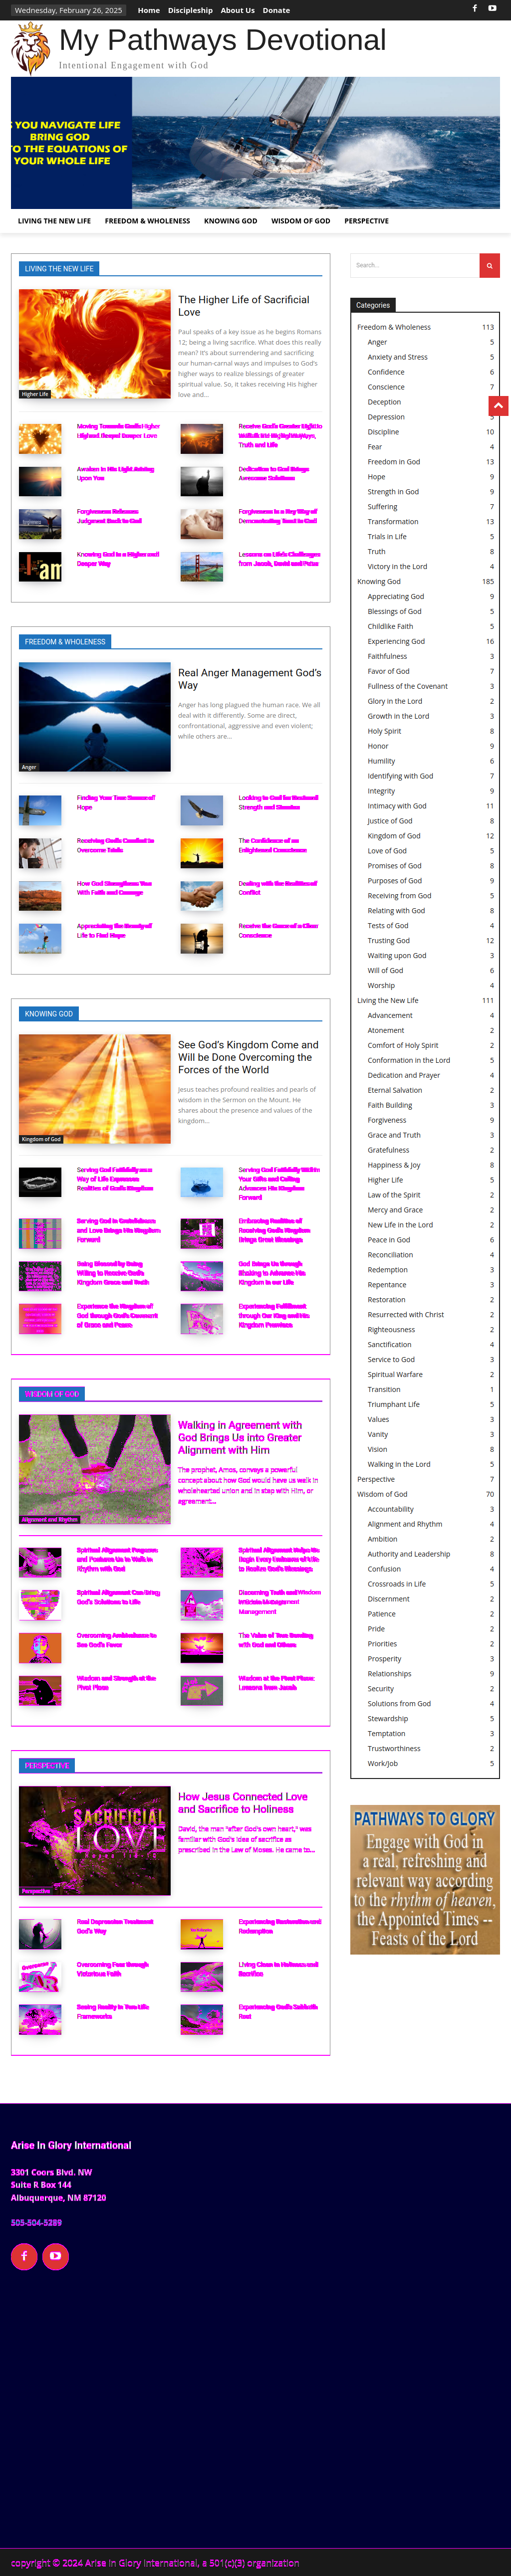 Wednesday, February 26, 2025 Home Discipleship About Us Donate
My Pathways Devotional
Intentional Engagement with God
S YOU NAVIGATE LIFE
BRING GOD
TO THE EQUATIONS OF
YOUR WHOLE LIFE
LIVING THE NEW LIFE FREEDOM & WHOLENESS KNOWING GOD WISDOM OF GOD PERSPECTIVE
LIVING THE NEW LIFE
Higher Life
The Higher Life of Sacrificial
Love
Paul speaks of a key issue as he begins Romans
12; being a living sacrifice. What does this really
mean? It's about surrendering and sacrificing
our human-carnal ways and impulses to God's
higher ways to realize blessings of greater
spiritual value. So, it takes receiving His higher
love and...
Awaken to His Light Arising
Upon You
Dedication to God Brings
Awesome Solutions
Forgiveness Releases
Judgment Back to God
Forgiveness is a Key Way of
Demonstrating Trust to God
Knowing God in a Higher and
Deeper Way
Lessons on Life's Challenges
from Jacob, David and Peter
FREEDOM & WHOLENESS
Anger
Real Anger Management God's
Way
Anger has long plagued the human race. We all
deal with it differently. Some are direct,
confrontational, aggressive and even violent;
while others are...
Finding Your True Source of
Hope
Looking to God for Restored
Strength and Stamina
Receiving God's Comfort to
Overcome Trials
The Confidence of an
Enlightened Conscience
How God Strengthens You
With Faith and Courage
Dealing with the Realities of
Conflict
Appreciating the Beauty of
Life to Find Hope
Receive the Grace of a Clear
Conscience
KNOWING GOD
Kingdom of God
See God's Kingdom Come and
Will be Done Overcoming the
Forces of the World
Jesus teaches profound realities and pearls of
wisdom in the Sermon on the Mount. He
shares about the presence and values of the
kingdom...
Serving God Faithfully as a
Way of Life Expresses
Realities of God's Kingdom
Serving God Faithfully Within
Your Gifts and Calling
Advances His Kingdom
Forward
Serving God in Gratefulness
and Love Brings His Kingdom
Forward
Embracing Realities of
Receiving God's Kingdom
Brings Great Blessings
Being Blessed by Being
Willing to Receive God's
Kingdom Grace and Truth
God Brings Us through
Shaking to Advance His
Kingdom in our Life
Experience the Kingdom of
God through God's Covenant
of Grace and Peace
Experiencing Fulfillment
through Our King and His
Kingdom Promises
WISDOM OF GOD
Alignment and Rhythm
Walking in Agreement with
God Brings Us into Greater
Alignment with Him
The prophet, Amos, conveys a powerful
concept about how God would have us walk in
wholehearted union and in step with Him, or
agreement...
Spiritual Alignment Prepares
and Postures Us to Walk in
Rhythm with God
Spiritual Alignment Helps Us
Begin Every Endeavor of Life
to Realize God's Blessings
Spiritual Alignment Can Bring
God's Solutions to Life
Discerning Truth and Wisdom
Management
Overcoming Ambivalence to
See God's Favor
The Value of True Bonding
with God and Others
Wisdom and Strength at the
Pivot Place
Wisdom at the Pivot Place:
Lessons from Jacob
PERSPECTIVE
SACRIFICIAL
LOVE
Perspective
How Jesus Connected Love
and Sacrifice to Holiness
David, the man "after God's own heart," was
familiar with God's idea of sacrifice as
prescribed in the Law of Moses. He came to...
Real Depression Treatment
God's Way
Experiencing Restoration and
Redemption
Overcoming Fear through
Victorious Faith
Living Clean in Holiness and
Sacrifice
Seeing Reality in Two Life
Frameworks
Experiencing God's Sabbath
Rest
Search...
Categories
Freedom & Wholeness 113
Anger 5
Anxiety and Stress 5
Confidence 6
Conscience 7
Deception
Depression 5
Discipline 10
Fear 4
Freedom in God 13
Hope 9
Strength in God 9
Suffering 7
Transformation 13
Trials in Life 5
Truth 8
Victory in the Lord 4
Knowing God 185
Appreciating God 9
Blessings of God 5
Childlike Faith 5
Experiencing God 16
Faithfulness 3
Favor of God 7
Fullness of the Covenant 3
Glory in the Lord 2
Growth in the Lord 3
Holy Spirit 8
Honor 9
Humility 6
Identifying with God 7
Integrity 9
Intimacy with God 11
Justice of God 8
Kingdom of God 12
Love of God 5
Promises of God 8
Purposes of God 9
Receiving from God 5
Relating with God 8
Tests of God 4
Trusting God 12
Waiting upon God 3
Will of God 6
Worship 4
Living the New Life 111
Advancement 4
Atonement 2
Comfort of Holy Spirit 2
Conformation in the Lord 5
Dedication and Prayer 4
Eternal Salvation 2
Faith Building 3
Forgiveness 9
Grace and Truth 3
Gratefulness 2
Happiness & Joy 8
Higher Life 5
Law of the Spirit 2
Mercy and Grace 2
New Life in the Lord 2
Peace in God 6
Reconciliation 4
Redemption 3
Repentance 3
Restoration 2
Resurrected with Christ 2
Righteousness 2
Sanctification 4
Service to God 3
Spiritual Warfare 2
Transition 1
Triumphant Life 5
Values 3
Vanity 3
Vision 8
Walking in the Lord 5
Perspective 7
Wisdom of God 70
Accountability 3
Alignment and Rhythm 4
Ambition 2
Authority and Leadership 8
Confusion 4
Crossroads in Life 5
Discernment 2
Patience 2
Pride 2
Priorities 4
Prosperity 3
Relationships 9
Security 2
Solutions from God 4
Stewardship 5
Temptation 3
Trustworthiness 2
Work/Job 5
PATHWAYS TO GLORY
Engage with God in
a real, refreshing and
relevant way according
to the rhythm of heaven,
the Appointed Times --
Feasts of the Lord
Arise In Glory International
3301 Coors Blvd. NW
Suite R Box 144
Albuquerque, NM 87120
505-504-5289
copyright © 2024 Arise in Glory International, a 501(c)(3) organization